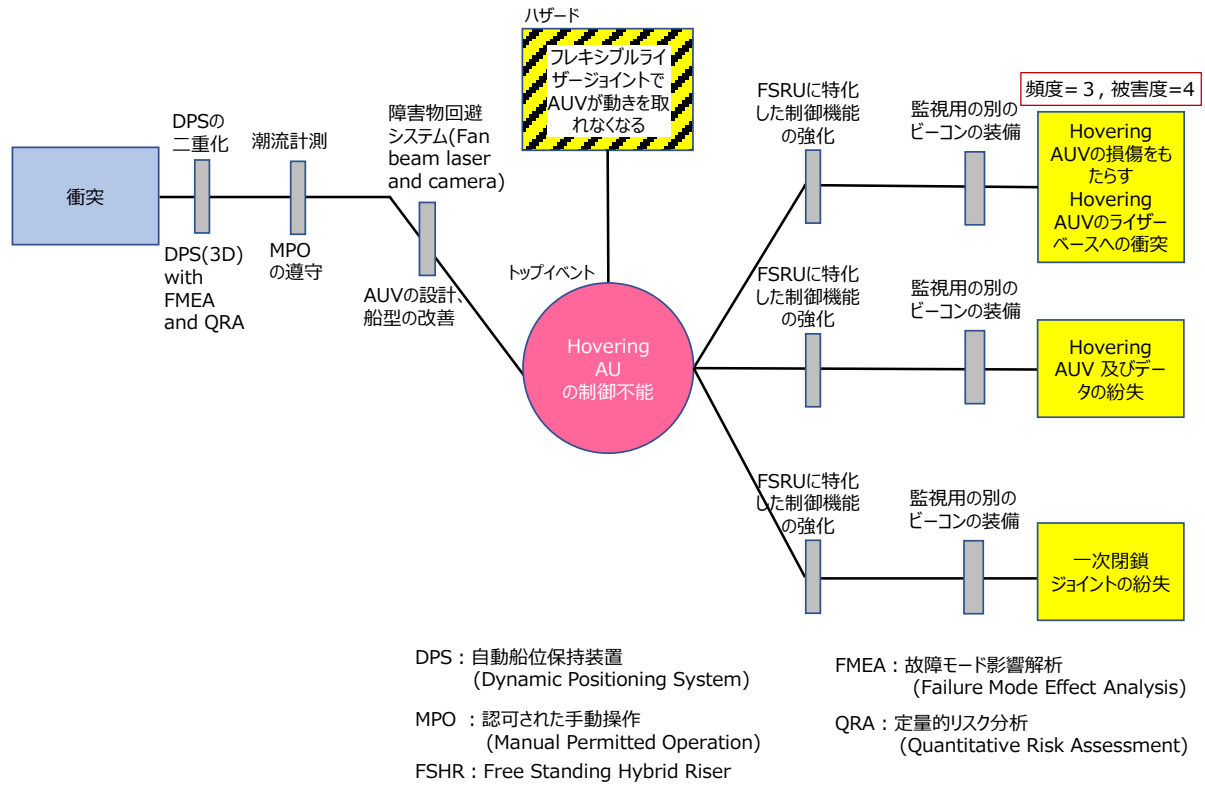 ハザード
フレキシブルライ
ザージョイントで
AUVが動きを取
れなくなる
衝突
DPSの
二重化
DPS(3D)
with
FMEA
and QRA
潮流計測
MPO
の遵守
障害物回避
システム(Fan
beam laser
and camera)
AUVの設計、
船型の改善
トップイベント
Hovering
AU
の制御不能
FSRUに特化
した制御機能
の強化
監視用の別の
ビーコンの装備
頻度＝３, 被害度=4
Hovering
AUVの損傷をも
たらす
Hovering
AUVのライザー
ベースへの衝突
FSRUに特化
した制御機能
の強化
監視用の別の
ビーコンの装備
Hovering
AUV 及びデー
タの紛失
FSRUに特化
した制御機能
の強化
監視用の別の
ビーコンの装備
一次閉鎖
ジョイントの紛失
DPS：自動船位保持装置
(Dynamic Positioning System)
MPO ：認可された手動操作
(Manual Permitted Operation)
FSHR：Free Standing Hybrid Riser
FMEA：故障モード影響解析
(Failure Mode Effect Analysis)
QRA：定量的リスク分析
(Quantitative Risk Assessment)